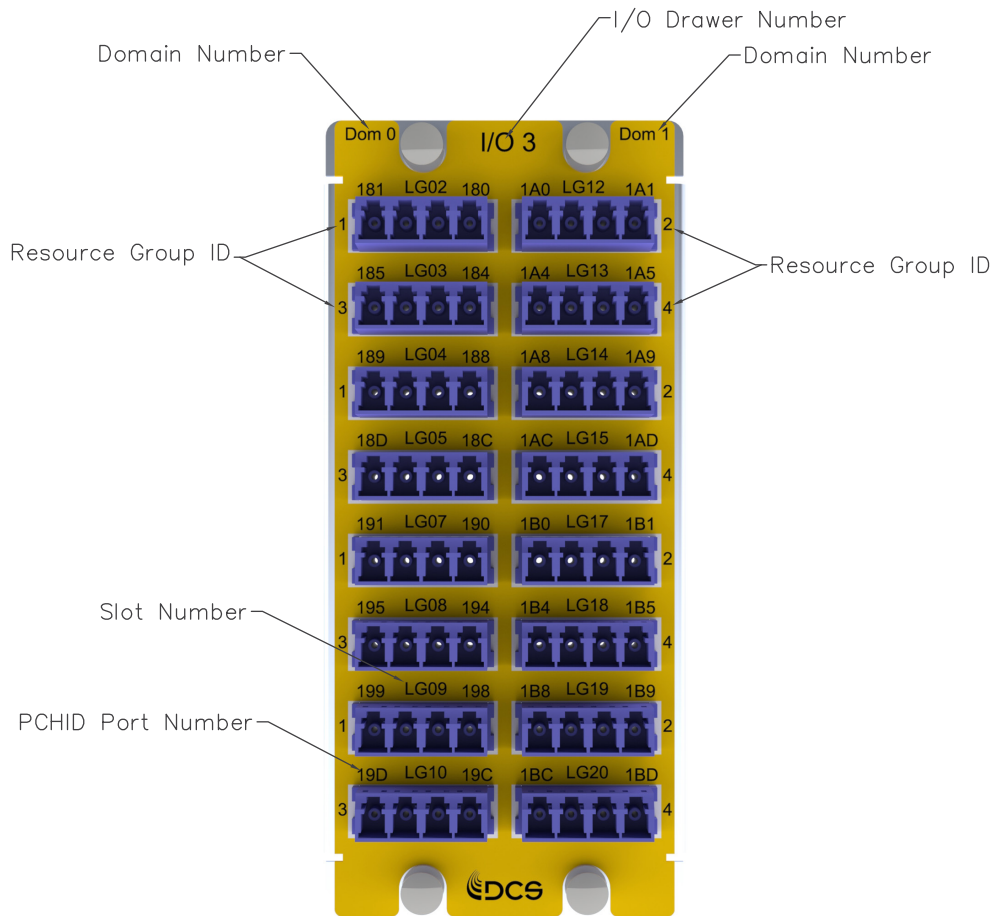 I/O Drawer Number
Domain Number
Domain Number
Dom 0
I/O 3
Dom 1
181 LG02 180 1A0 LG12 1A1
1
2
Resource Group ID
Resource Group ID
185 LG03 184 1A4 LG13 1A5
3
4
189 LG04 188 1A8 LG14 1A9
1
2
18D LG05 18C 1AC LG15 1AD
3
4
191 LG07 190 1B0 LG17 1B1
1
2
Slot Number
195 LG08 194 1B4 LG18 1B5
3
4
199 LG09 198 1B8 LG19 1B9
1
2
PCHID Port Number
19D LG10 19C 1BC LG20 1BD
3
4
DCS